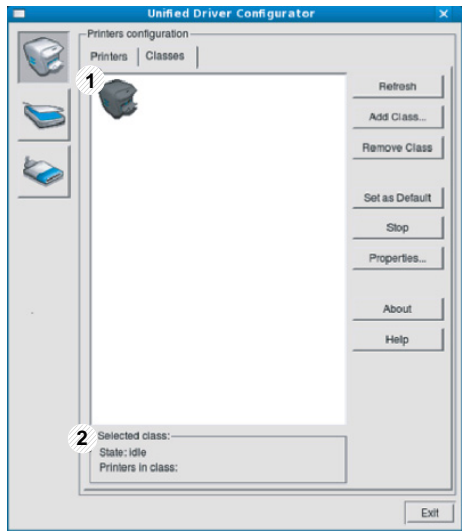 Unified Driver Configurator
Printers configuration
Printers Classes
1
Refresh
Add Class...
Remove Class
Set as Default
Stop
Properties...
About
Help
2 Selected class:
State: idle
Printers in class:
Exit